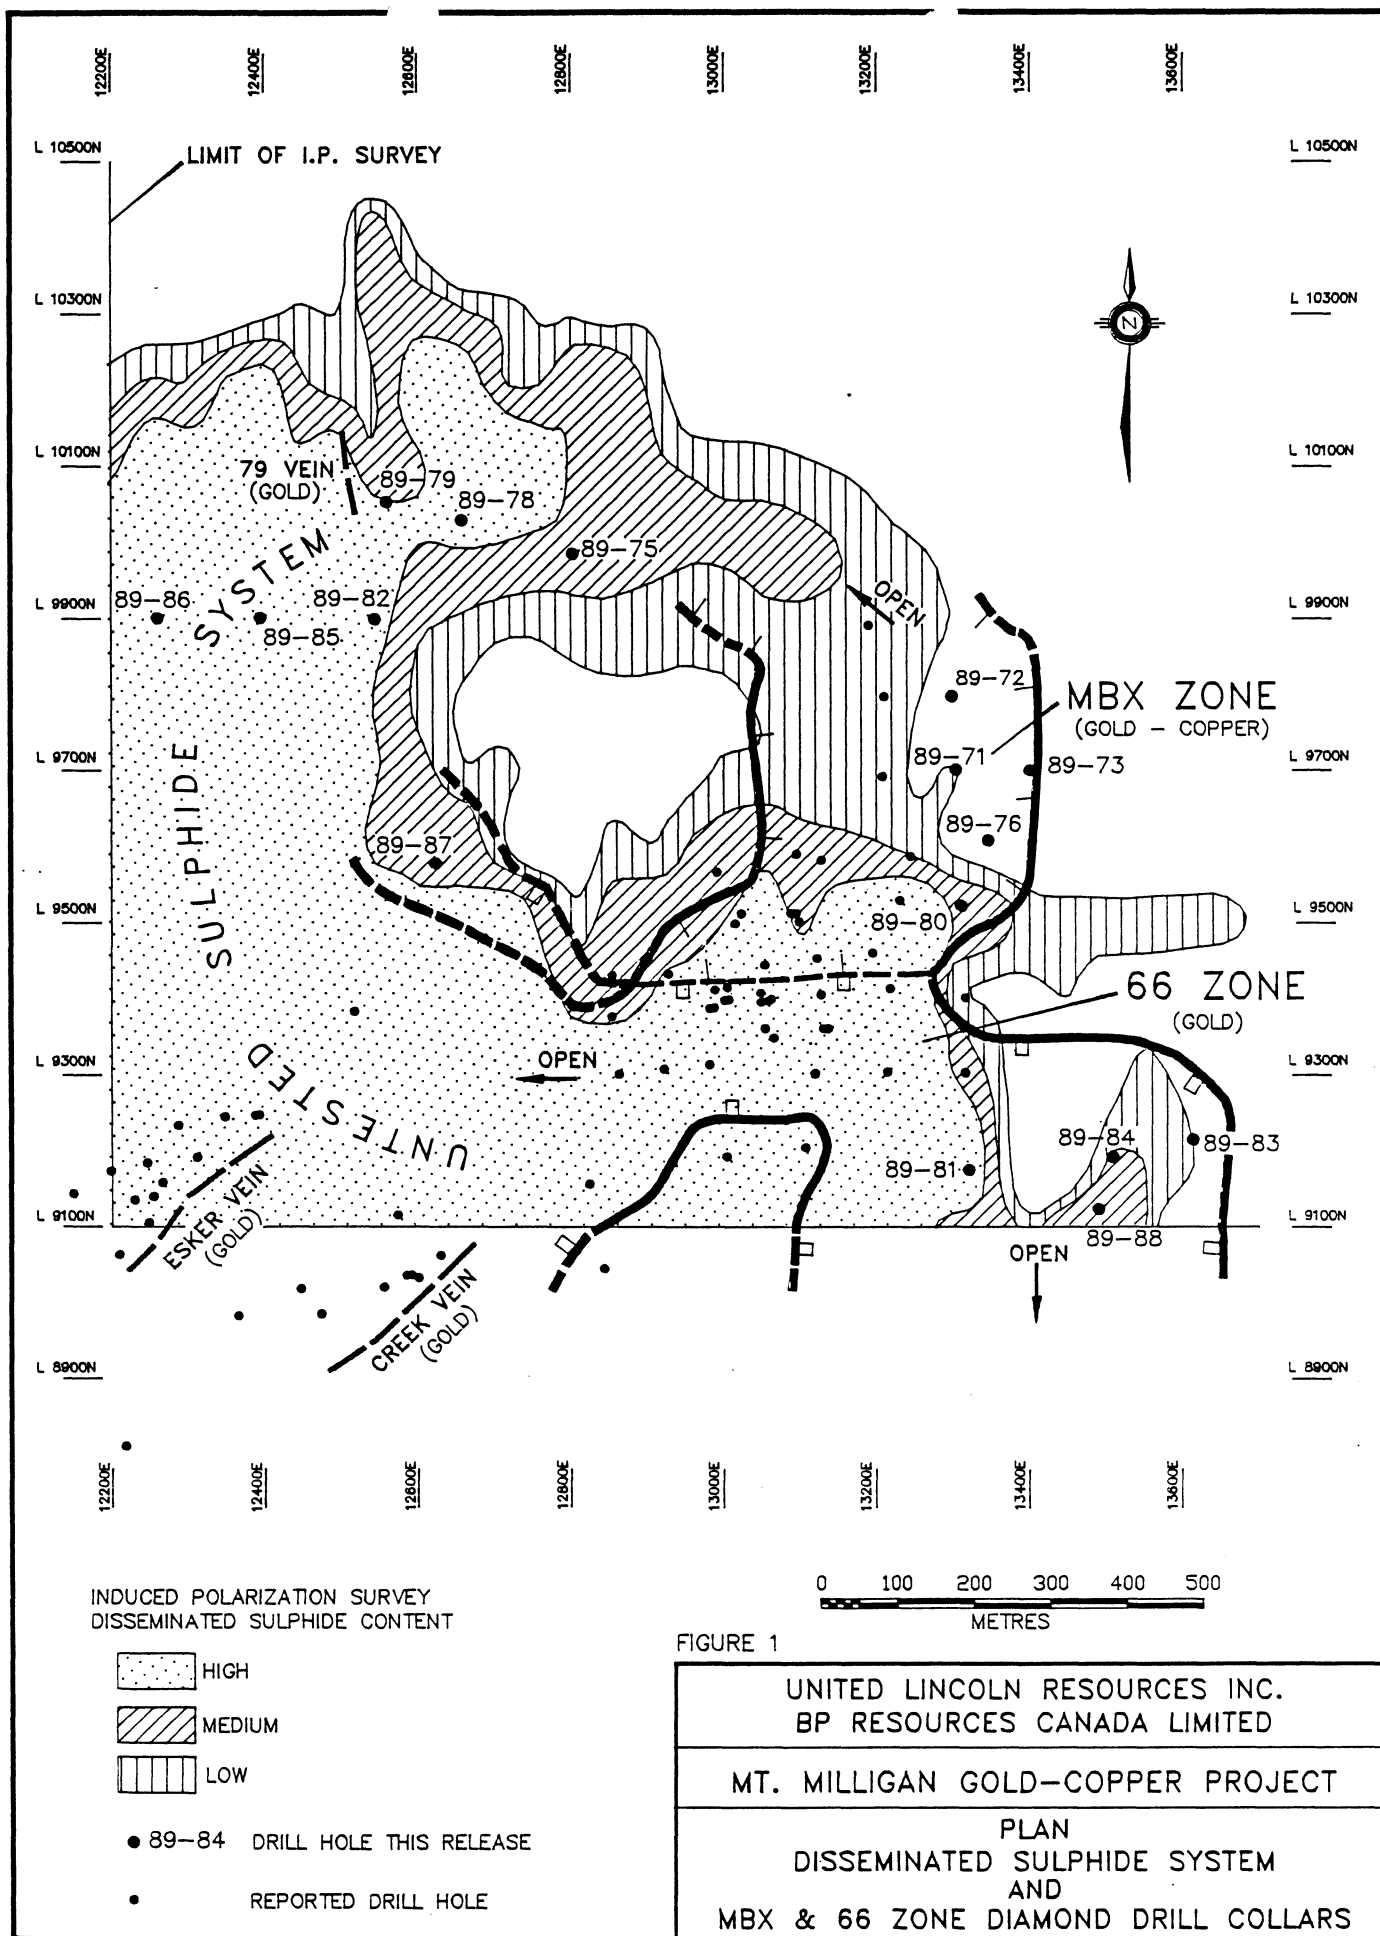 12200E
12400E
12600E
12800E
13000E
13200E
13400E
13600E
L 10500N
LIMIT OF I.P. SURVEY
L 10500N
L 10300N
L 10300N
N
L 10100N
79 VEIN
(GOLD)
89-79
89-78
L 10100N
89-75
SYSTEM
OPEN
L 9900N
89-86
89-82
89-85
L 9900N
89-72
MBX ZONE
(GOLD - COPPER)
L 9700N
89-71
89-73
L 9700N
SULPHIDE
89-76
89-87
L 9500N
89-80
L 9500N
66 ZONE
(GOLD)
L 9300N
OPEN
L 9300N
UNTESTED
89-84
89-83
89-81
L 9100N
ESKER VEIN
(GOLD)
89-88
L 9100N
OPEN
CREEK VEIN
(GOLD)
L 8900N
L 8900N
12200E
12400E
12600E
12800E
13000E
13200E
13400E
13600E
INDUCED POLARIZATION SURVEY
DISSEMINATED SULPHIDE CONTENT
HIGH
MEDIUM
LOW
89-84 DRILL HOLE THIS RELEASE
REPORTED DRILL HOLE
0 100 200 300 400 500
METRES
FIGURE 1
UNITED LINCOLN RESOURCES INC.
BP RESOURCES CANADA LIMITED
MT. MILLIGAN GOLD-COPPER PROJECT
PLAN
DISSEMINATED SULPHIDE SYSTEM
AND
MBX & 66 ZONE DIAMOND DRILL COLLARS